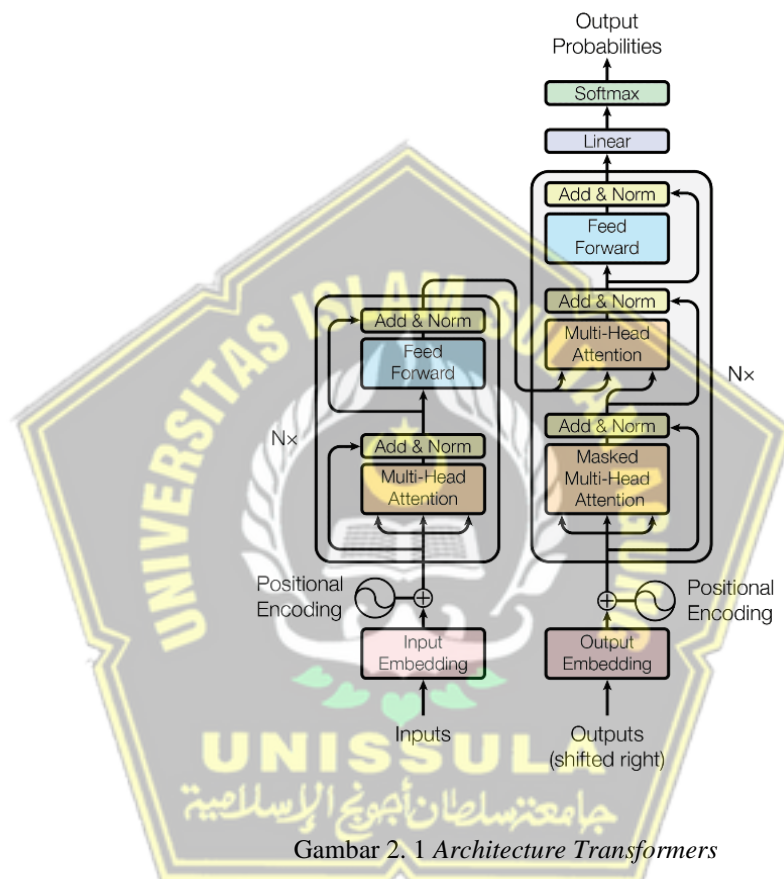 Output
Probabilities
Softmax
Linear
Add & Norm
Feed
Forward
Add & Norm
Multi-Head
Attention
Nx
Add & Norm
Masked
Multi-Head
Attention
Add & Norm
Feed
Forward
Nx
Add & Norm
Multi-Head
Attention
Positional
Encoding
Positional
Encoding
Input
Embedding
Output
Embedding
Inputs
Outputs
(shifted right)
UNIVERSITAS ISLAM SULTAN AGUNG
UNISSULA
جامعة سلطان أجونج الإسلامية
Gambar 2. 1 Architecture Transformers